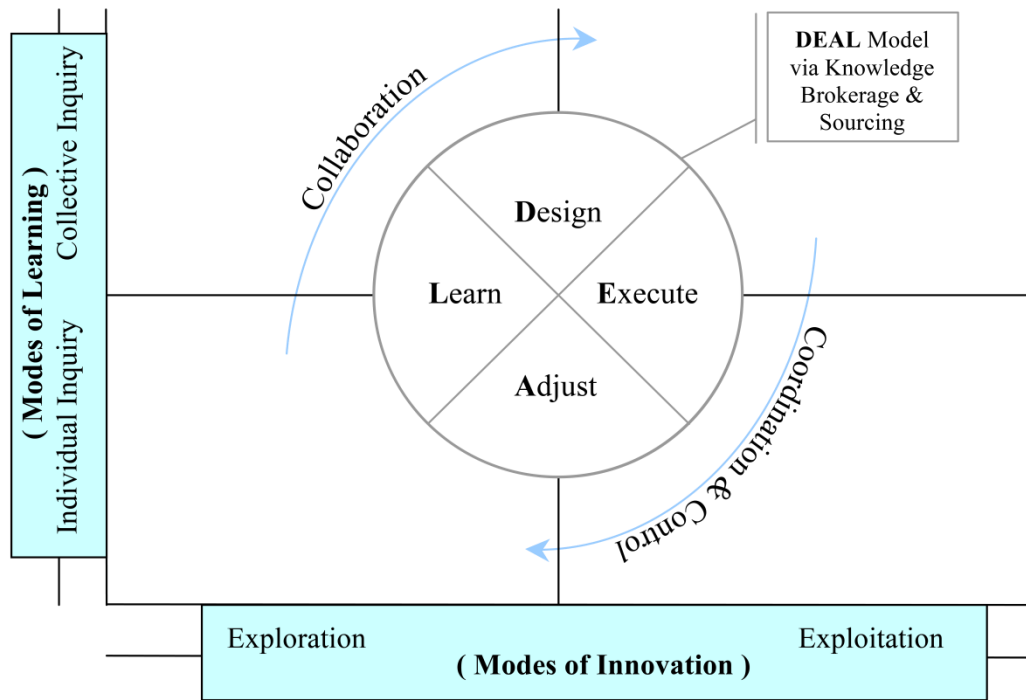 DEAL Model
via Knowledge
Brokerage &
Sourcing
Collaboration
Design
Learn
Execute
Adjust
Coordination & Control
( Modes of Learning )
Individual Inquiry Collective Inquiry
Exploration Exploitation
( Modes of Innovation )